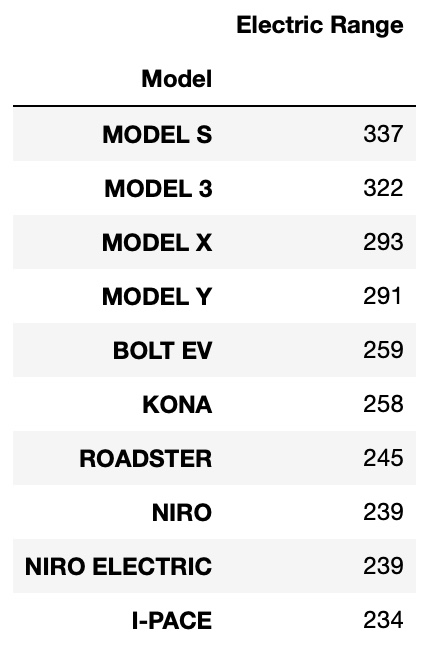 Electric Range
Model
MODEL S 337
MODEL 3 322
MODEL X 293
MODEL Y 291
BOLT EV 259
KONA 258
ROADSTER 245
NIRO 239
NIRO ELECTRIC 239
I-PACE 234